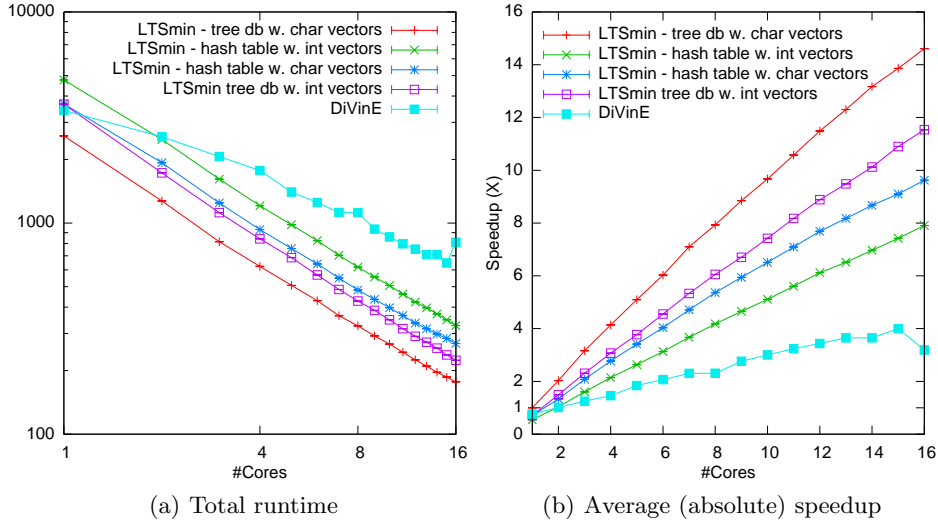 10000
1000
100
1
4
8
16
#Cores
LTSmin - tree db w. char vectors
LTSmin - hash table w. int vectors
LTSmin - hash table w. char vectors
LTSmin tree db w. int vectors
DiVinE
(a) Total runtime
16
14
12
10
8
6
4
2
1
0
Speedup (X)
2
4
6
8
10
12
14
16
#Cores
LTSmin - tree db w. char vectors
LTSmin - hash table w. int vectors
LTSmin - hash table w. char vectors
LTSmin tree db w. int vectors
DiVinE
(b) Average (absolute) speedup